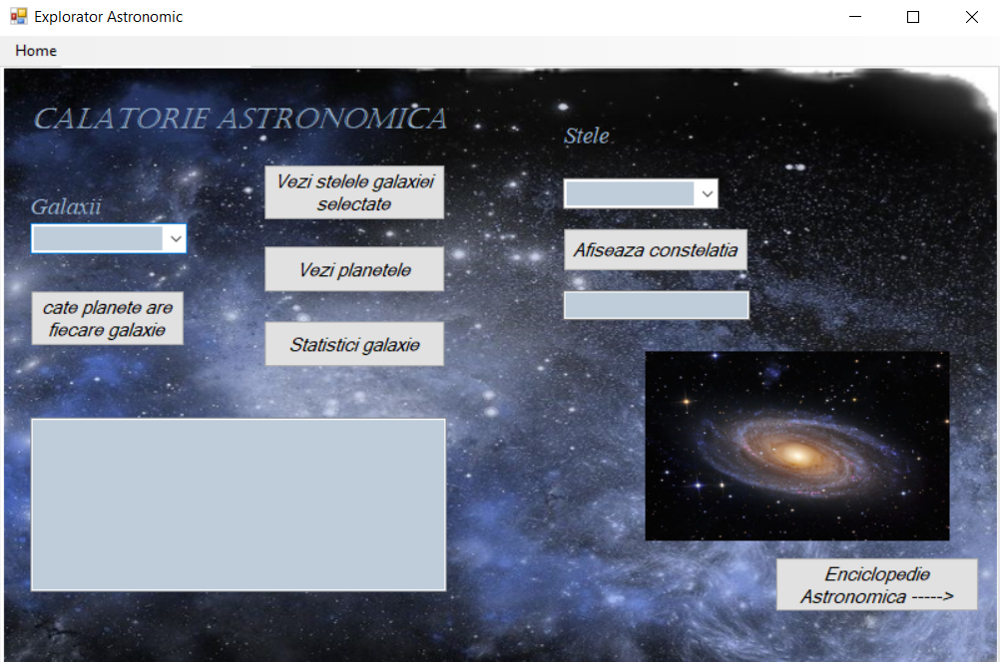 Explorator Astronomic
Home
CALATORIE ASTRONOMICA
Stele
Vezi stelele galaxiei
selectate
Galaxii
Afiseaza constelatia
Vezi planetele
cate planete are
fiecare galaxie
Statistici galaxie
Enciclopedie
Astronomica ----->